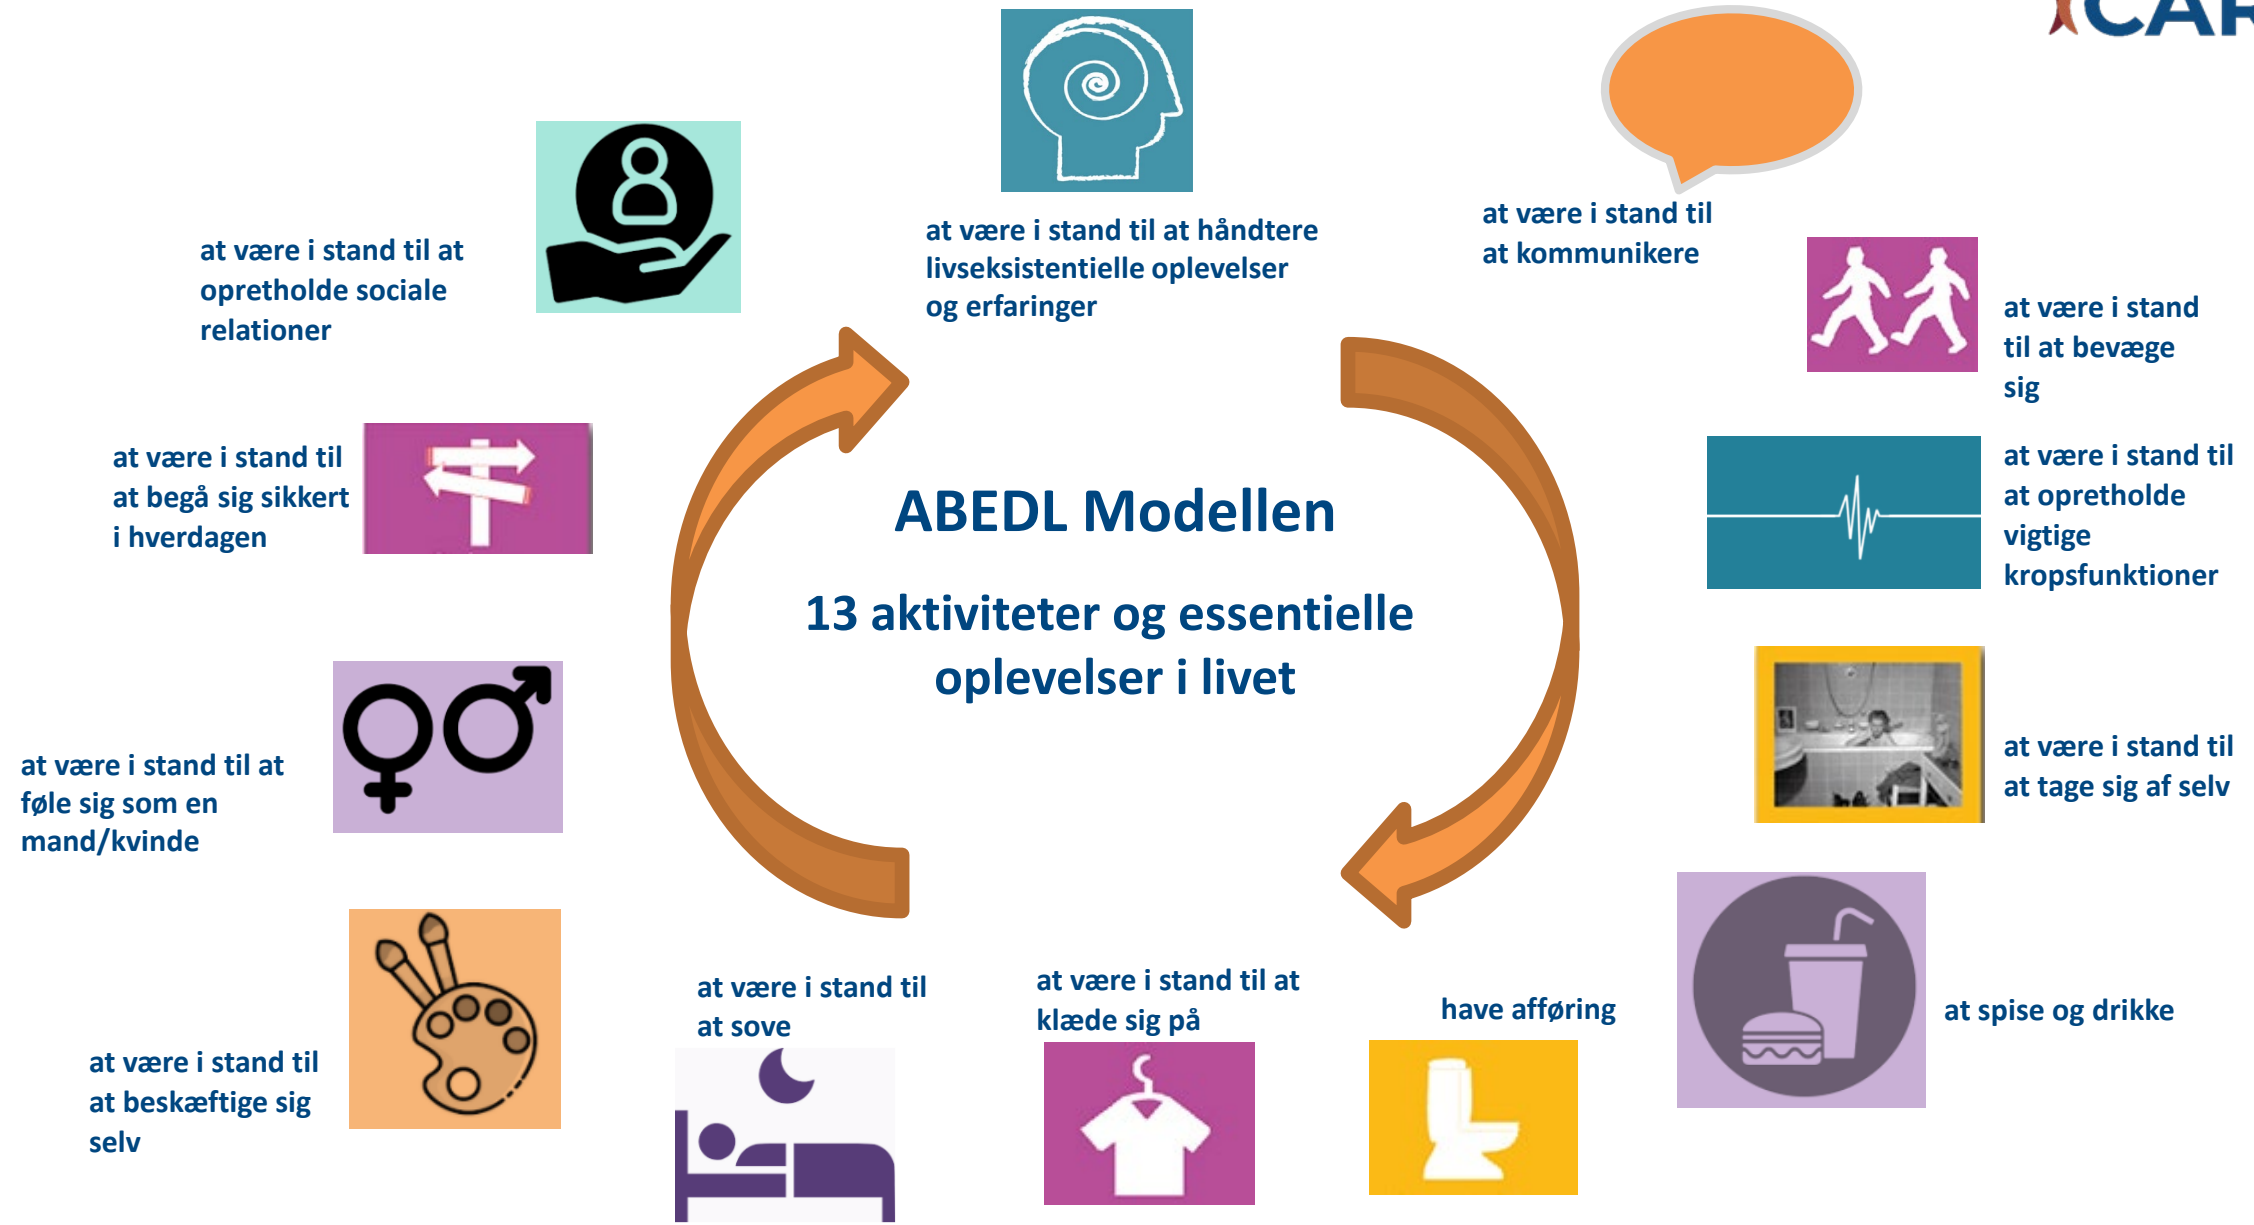 ICAR
at være i stand til at håndtere
livseksistentielle oplevelser
og erfaringer
at være i stand til
at kommunikere
at være i stand
til at bevæge
sig
at være i stand til
at opretholde
vigtige
kropsfunktioner
at være i stand til
at tage sig af selv
at spise og drikke
have afføring
at være i stand til at
klæde sig på
at være i stand til
at sove
at være i stand til
at beskæftige sig
selv
at være i stand til at
føle sig som en
mand/kvinde
at være i stand til
at begå sig sikkert
i hverdagen
at være i stand til at
opretholde sociale
relationer
ABEDL Modellen
13 aktiviteter og essentielle
oplevelser i livet